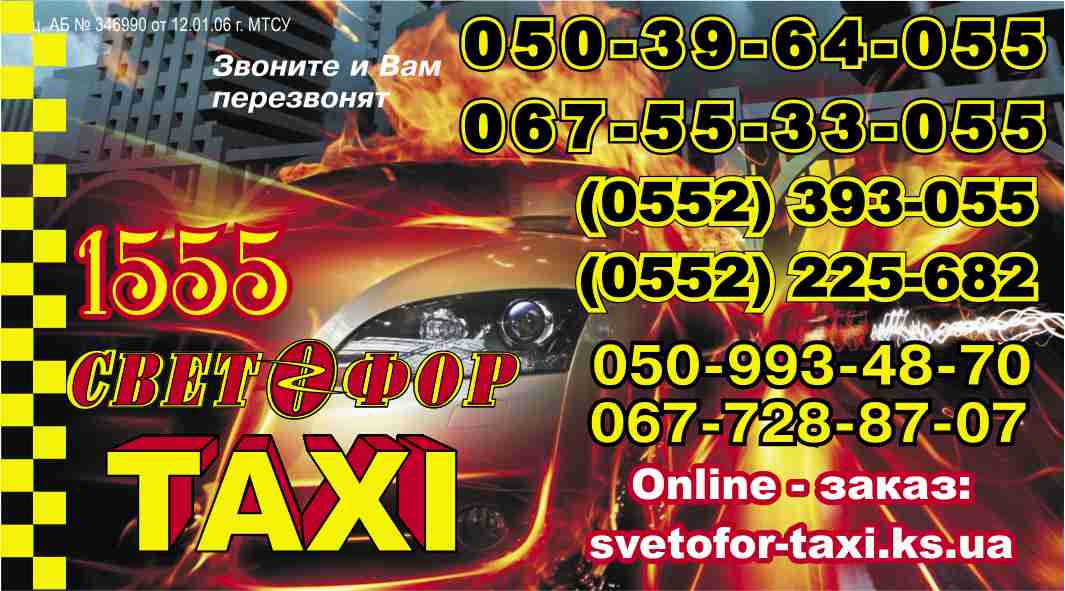 ц. АБ № 346990 от 12.01.06 г. МТСУ
Звоните и Вам
перезвонят
050-39-64-055
067-55-33-055
(0552) 393-055
(0552) 225-682
1555
СВЕТОФОР
TAXI
050-993-48-70
067-728-87-07
Online - заказ:
svetofor-taxi.ks.ua